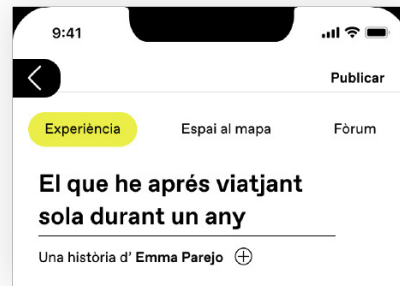 9:41
Publicar
Experiència Espai al mapa Fòrum
El que he aprés viatjant
sola durant un any
Una història d' Emma Parejo